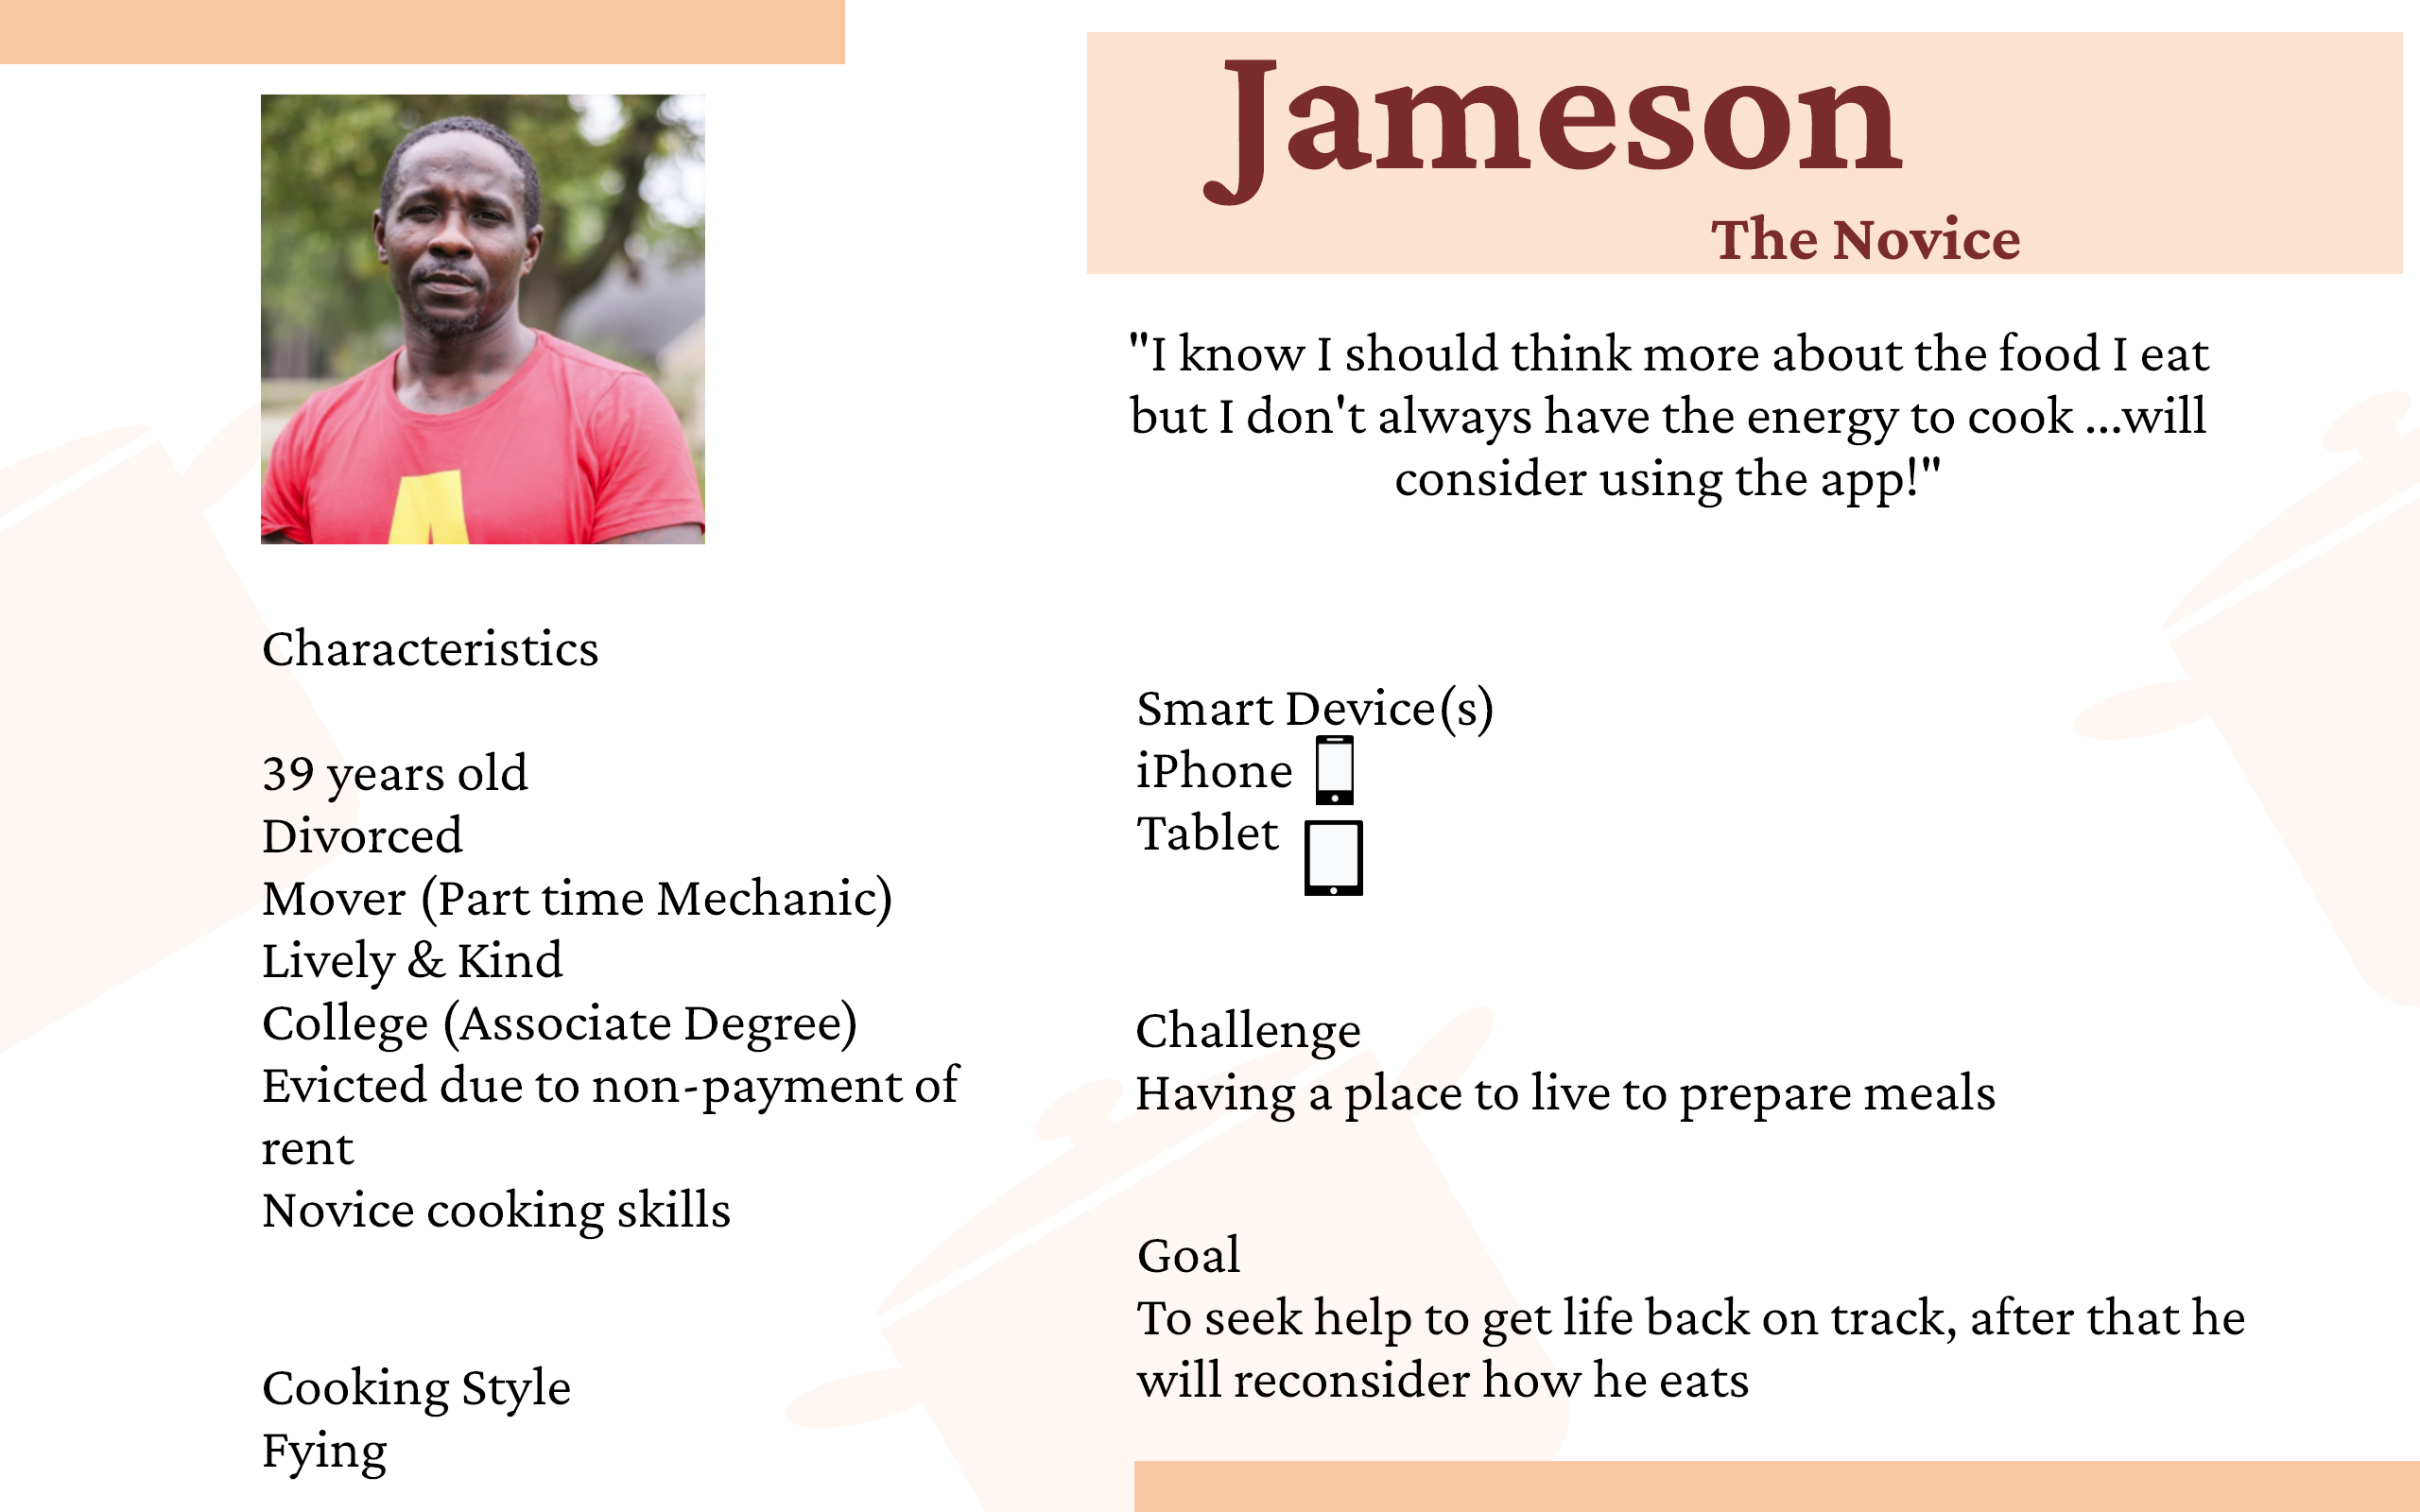 Jameson
The Novice
"I know I should think more about the food I eat
but I don't always have the energy to cook ...will
consider using the app!"
A
Characteristics
39 years old
Divorced
Mover (Part time Mechanic)
Lively & Kind
College (Associate Degree)
Evicted due to non-payment of
rent
Novice cooking skills
Cooking Style
Fying
Smart Device(s)
iPhone
Tablet
Challenge
Having a place to live to prepare meals
Goal
To seek help to get life back on track, after that he
will reconsider how he eats